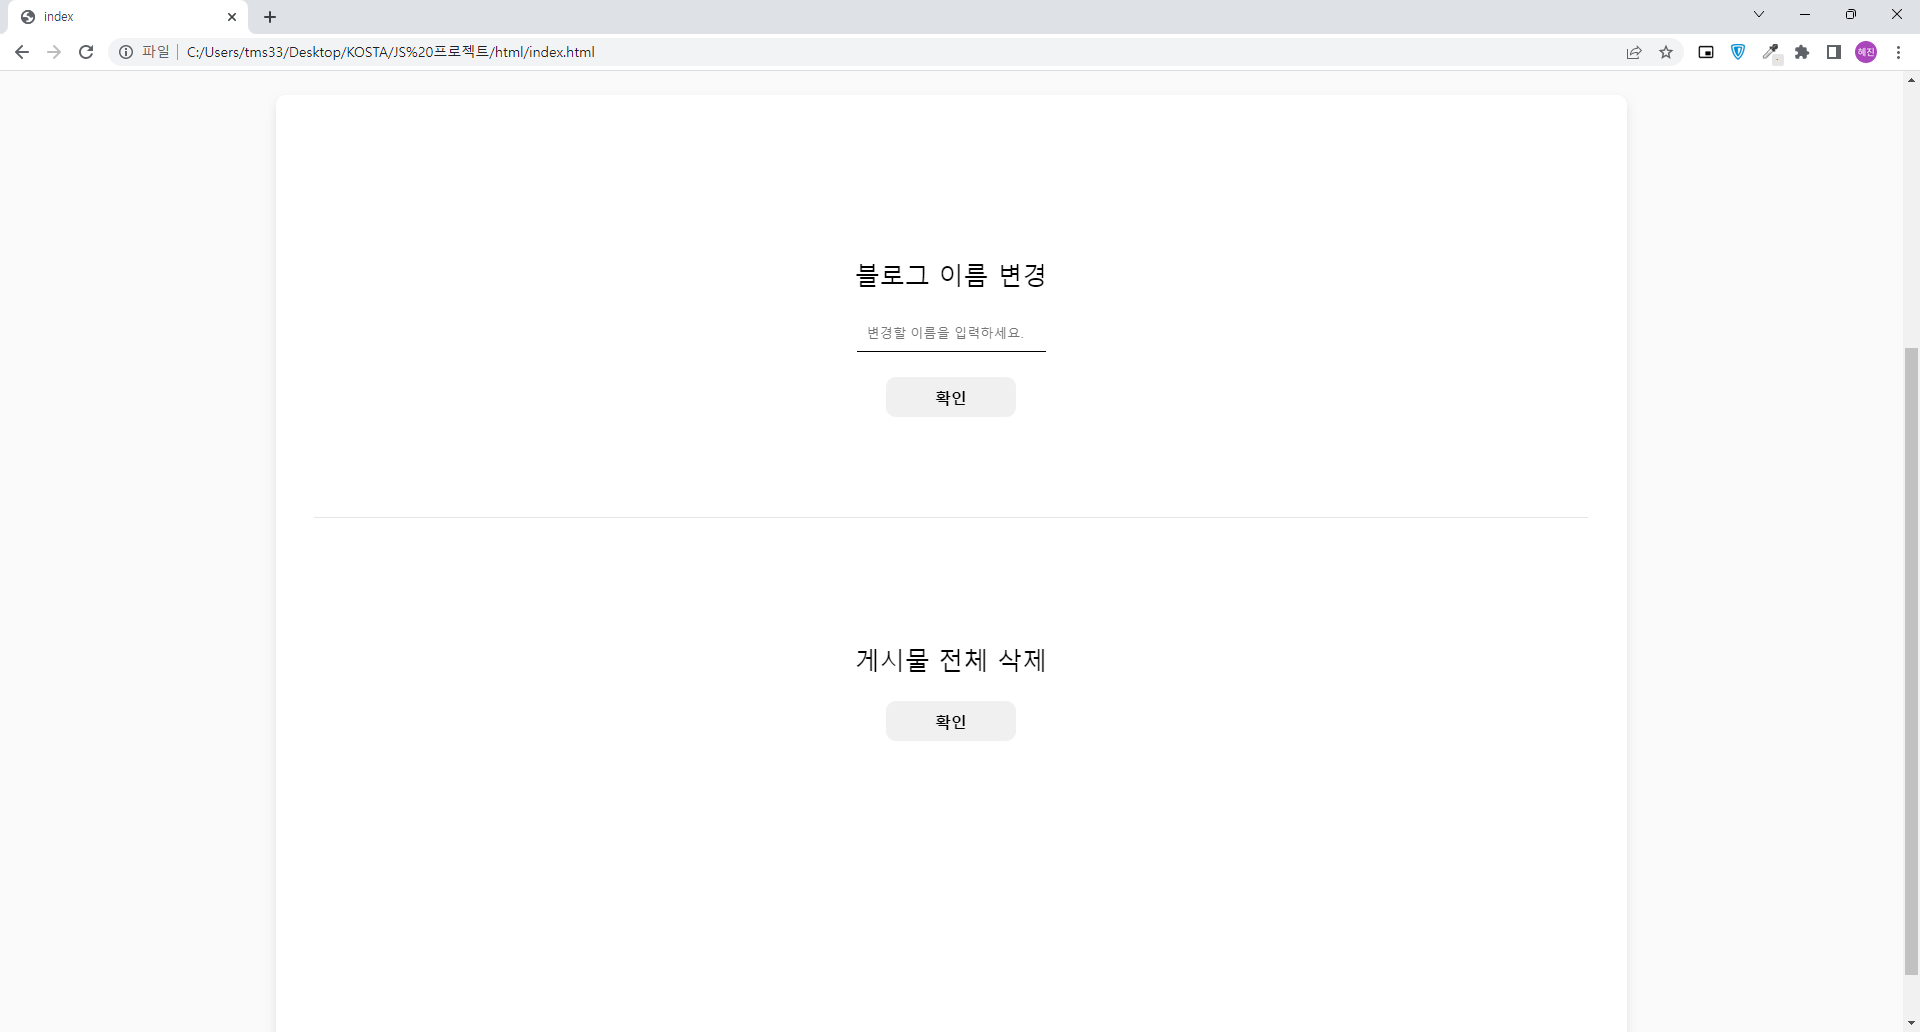 index
파일
C:/Users/tms33/Desktop/KOSTA/JS%20프로젝트/html/index.html
혜진
블로그 이름 변경
변경할 이름을 입력하세요.
확인
게시물 전체 삭제
확인